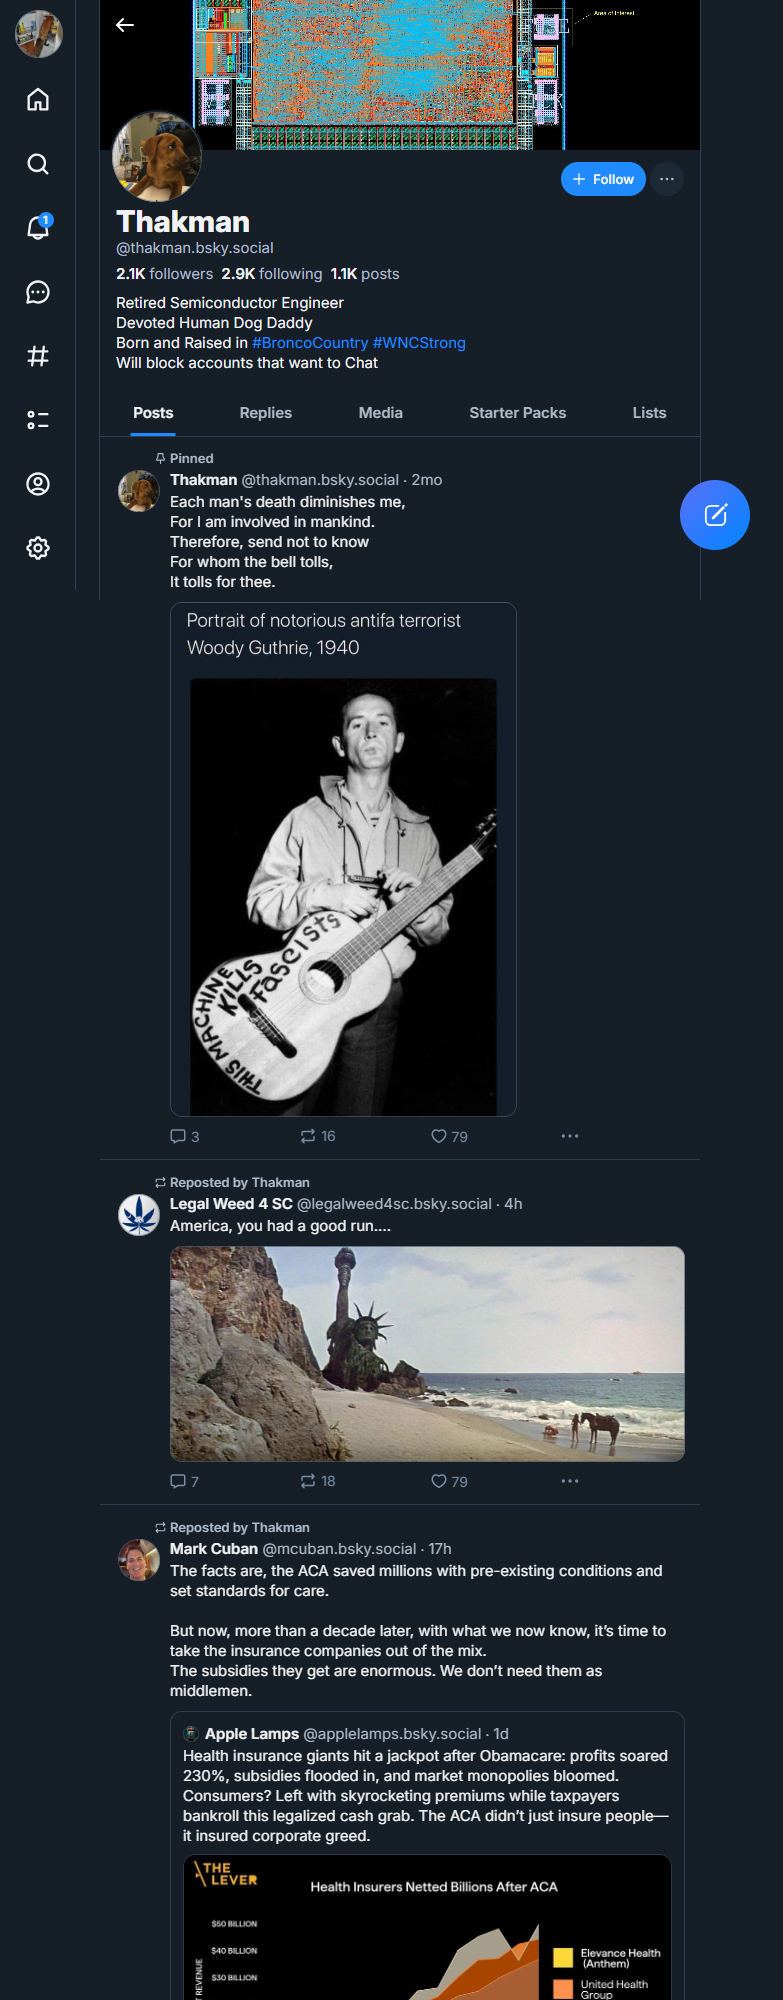 Area of Interest
Follow
1
Thakman
@thakman.bsky.social
2.1K followers 2.9K following 1.1K posts
Retired Semiconductor Engineer
Devoted Human Dog Daddy
Born and Raised in #BroncoCountry #WNCStrong
Will block accounts that want to Chat
Posts Replies Media Starter Packs Lists
Pinned
Thakman @thakman.bsky.social · 2mo
Each man's death diminishes me,
For I am involved in mankind.
Therefore, send not to know
For whom the bell tolls,
It tolls for thee.
Portrait of notorious antifa terrorist
Woody Guthrie, 1940
THIS MACHINE
KILLS
Fascists
3 16 79
Reposted by Thakman
Legal Weed 4 SC @legalweed4sc.bsky.social · 4h
America, you had a good run....
7 18 79
Reposted by Thakman
Mark Cuban @mcuban.bsky.social · 17h
The facts are, the ACA saved millions with pre-existing conditions and
set standards for care.
But now, more than a decade later, with what we now know, it’s time to
take the insurance companies out of the mix.
The subsidies they get are enormous. We don’t need them as
middlemen.
Apple Lamps @applelamps.bsky.social · 1d
Health insurance giants hit a jackpot after Obamacare: profits soared
230%, subsidies flooded in, and market monopolies bloomed.
Consumers? Left with skyrocketing premiums while taxpayers
bankroll this legalized cash grab. The ACA didn’t just insure people—
it insured corporate greed.
THE
LEVER
Health Insurers Netted Billions After ACA
$50 BILLION
$40 BILLION
$30 BILLION
REVENUE
Elevance Health
(Anthem)
United Health
Group